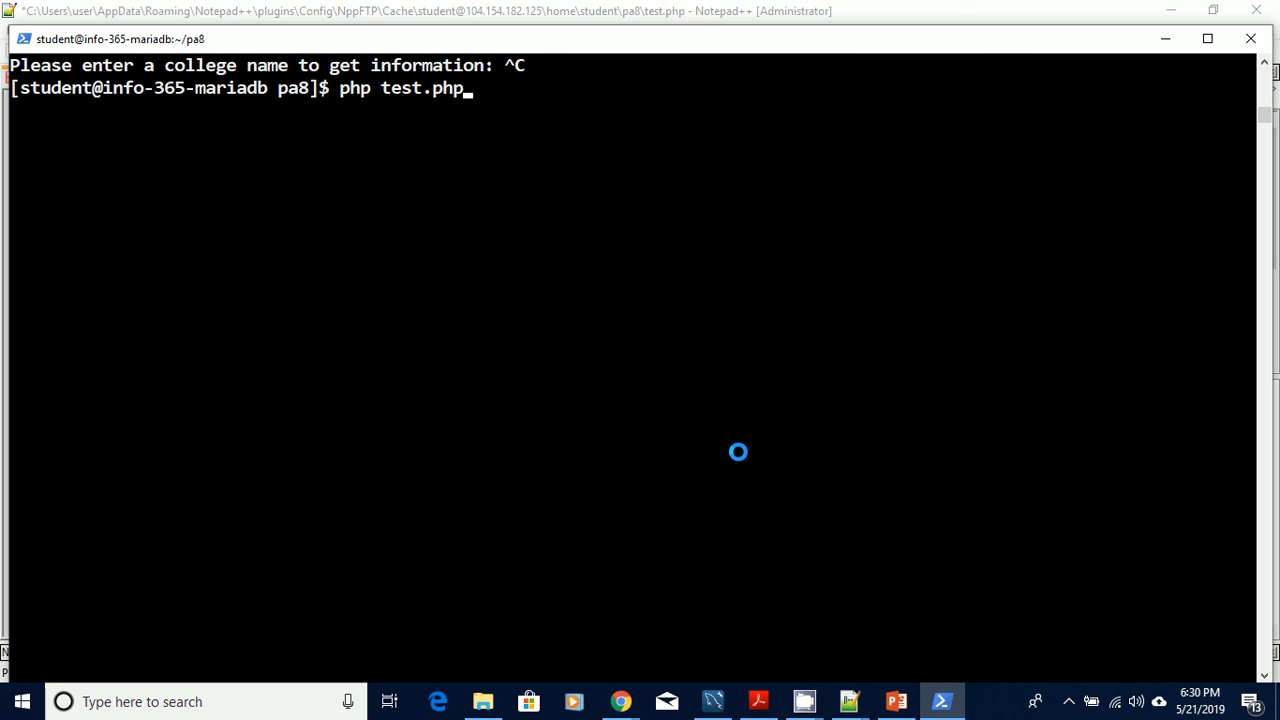 *C:\Users\user\AppData\Roaming\Notepad++\plugins\Config\NppFTP\Cache\student@104.154.182.125\home\student\pa8\test.php - Notepad++ [Administrator]
student@info-365-mariadb:~/pa8
Please enter a college name to get information: ^C
[student@info-365-mariadb pa8]$ php test.php
Type here to search
6:30 PM
5/21/2019
13